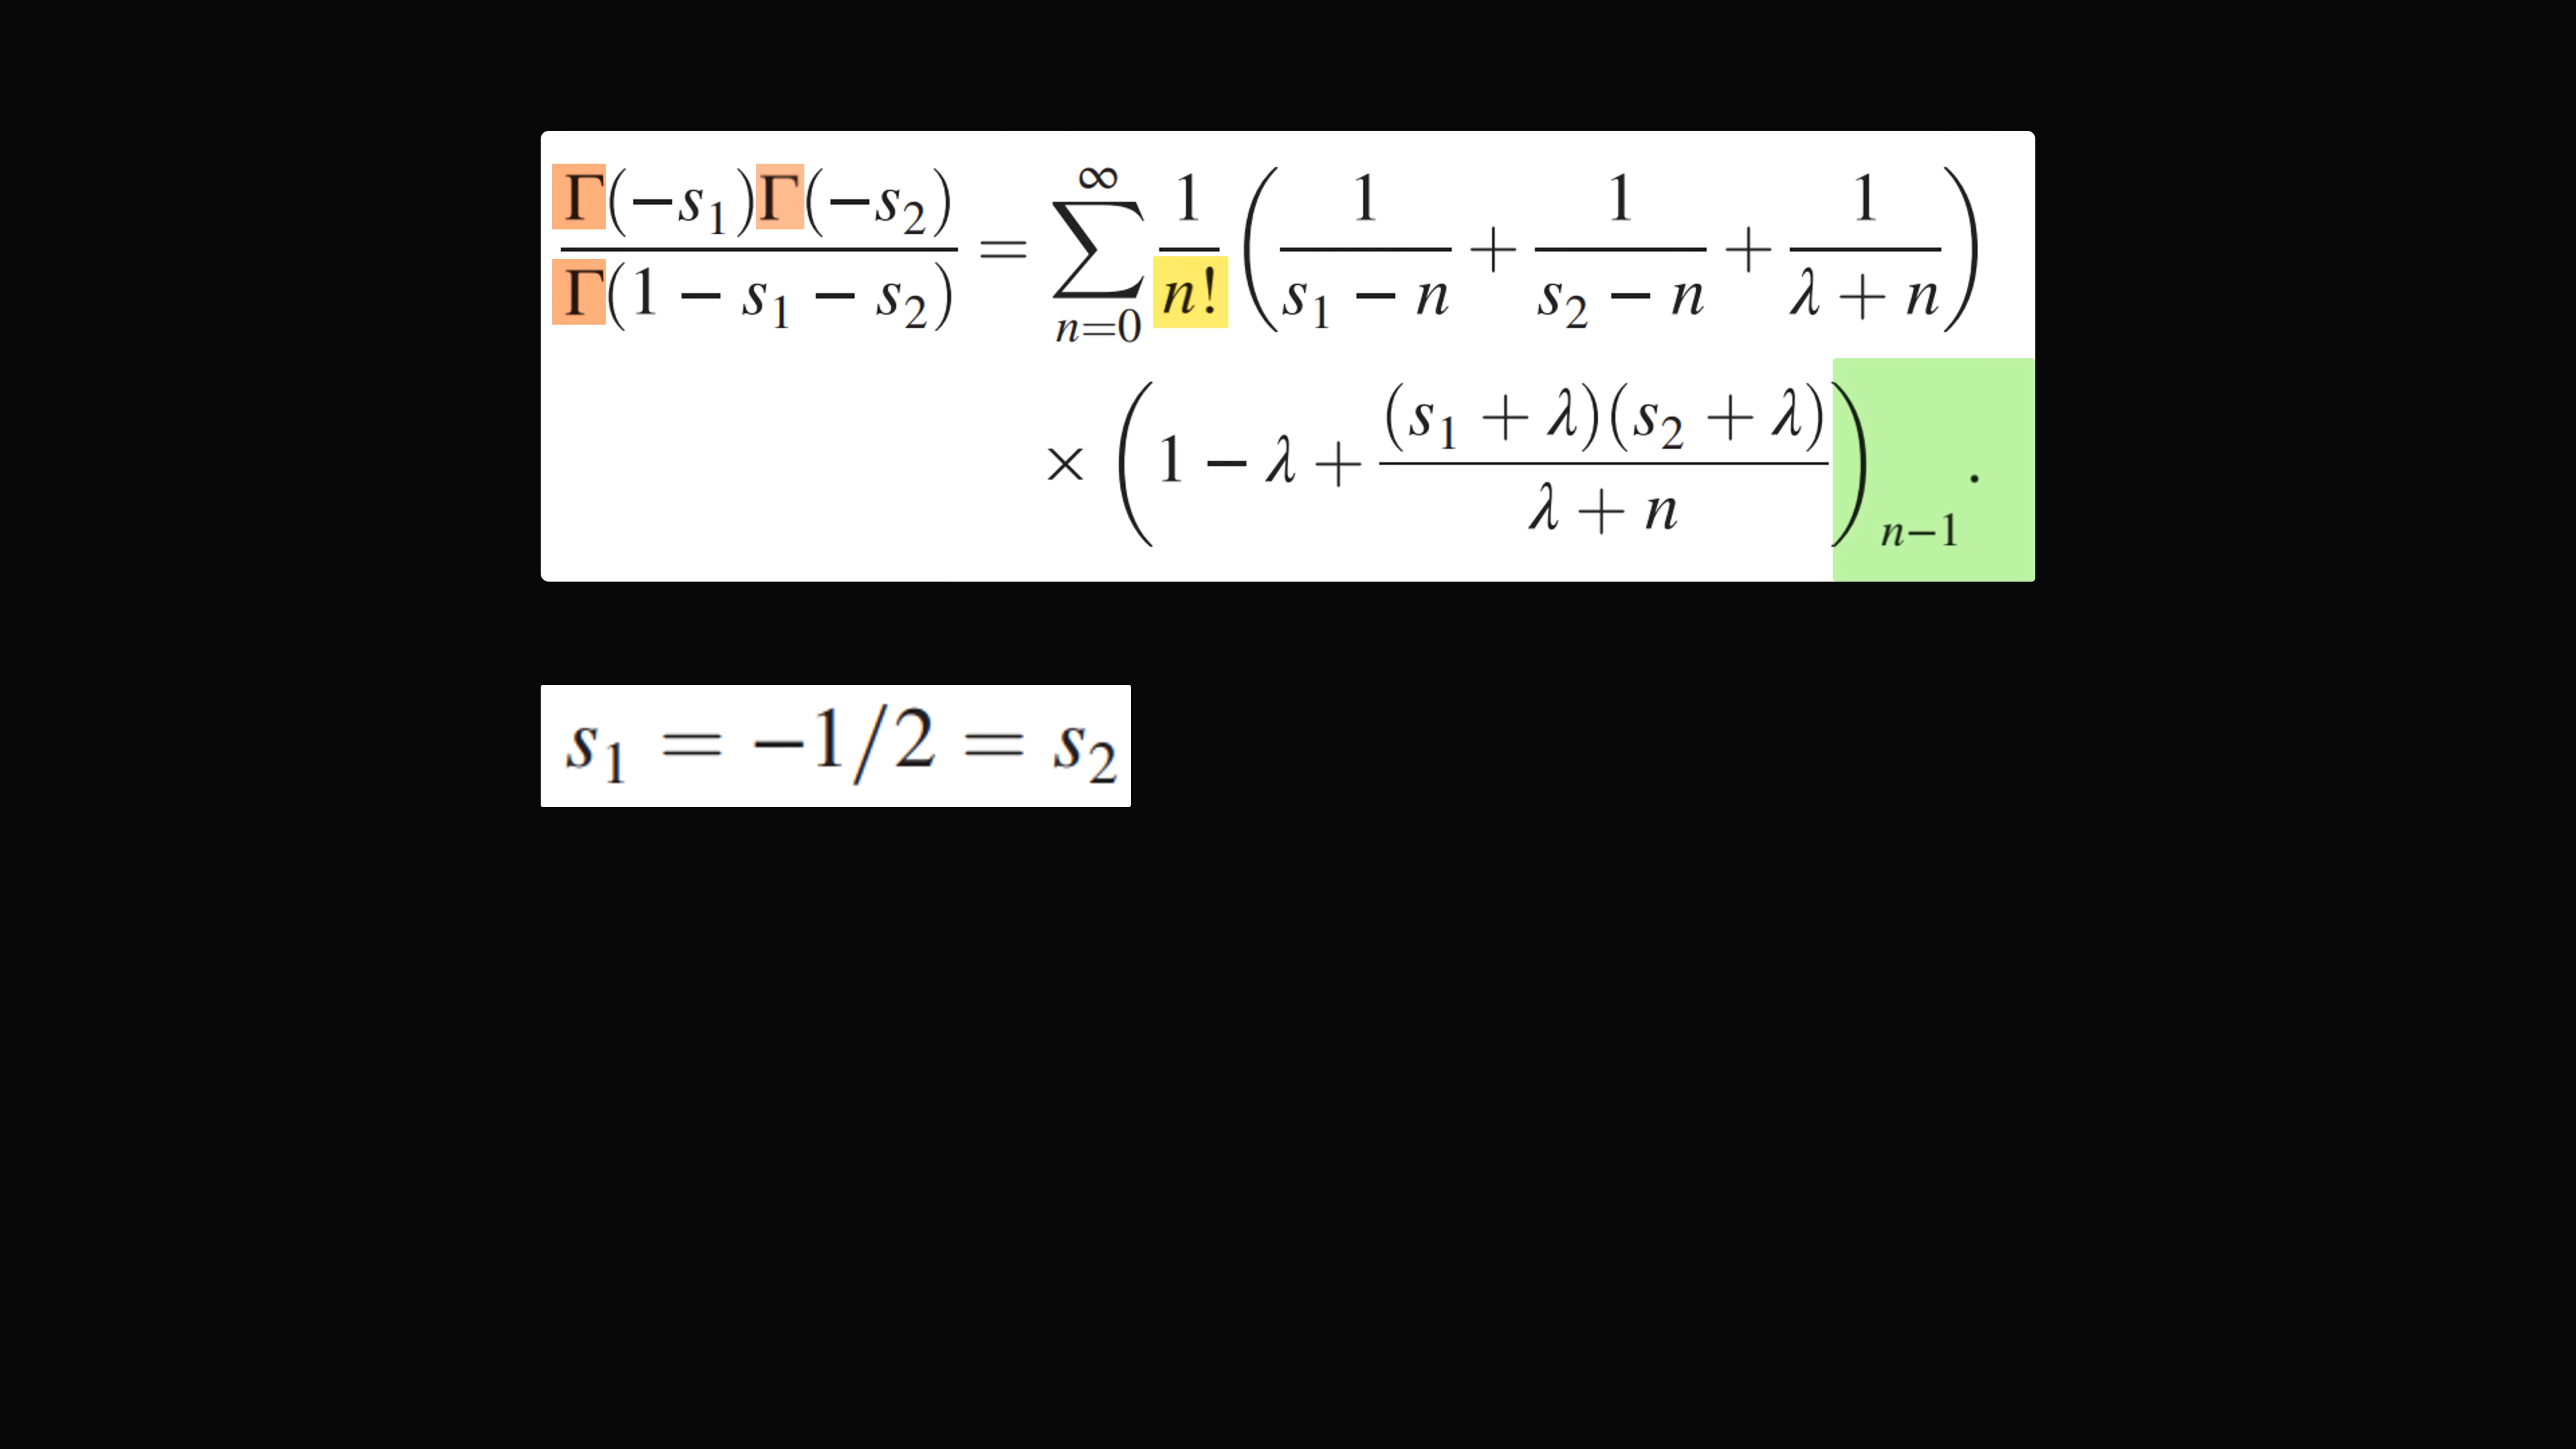 Γ(−s₁)Γ(−s₂) / Γ(1 − s₁ − s₂) = ∑_{n=0}^{∞} 1/n! (1/(s₁ − n) + 1/(s₂ − n) + 1/(λ + n))
× (1 − λ + (s₁ + λ)(s₂ + λ)/(λ + n))_{n−1} .
s₁ = −1/2 = s₂